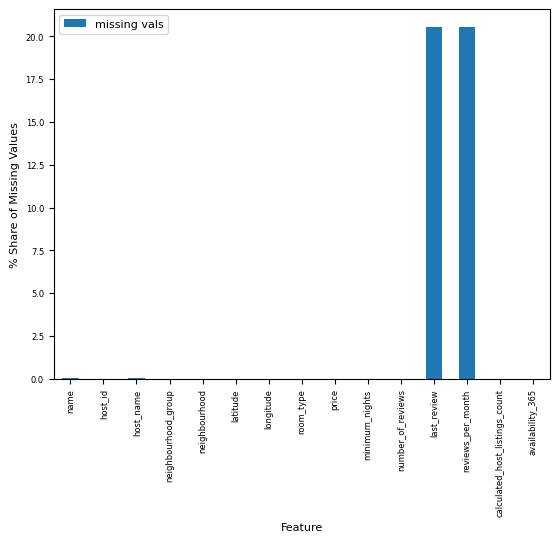 missing vals
% Share of Missing Values
20.0
17.5
15.0
12.5
10.0
7.5
5.0
2.5
0.0
name
host_id
host_name
neighbourhood_group
neighbourhood
latitude
longitude
room_type
price
minimum_nights
number_of_reviews
last_review
reviews_per_month
calculated_host_listings_count
availability_365
Feature